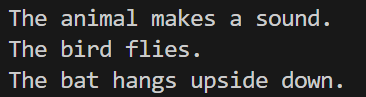 The animal makes a sound.
The bird flies.
The bat hangs upside down.